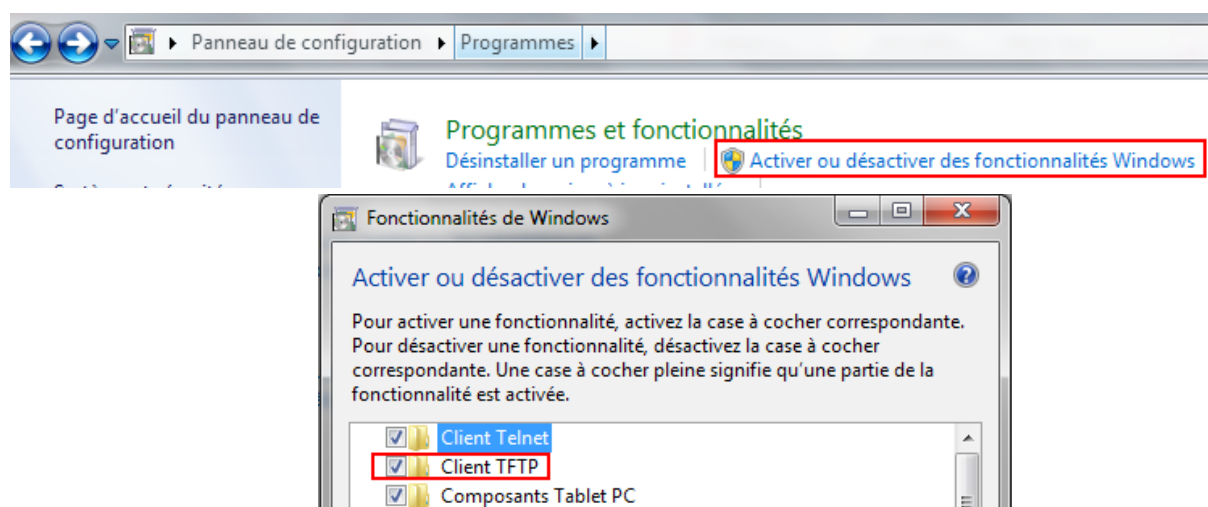 Panneau de configuration Programmes
Page d'accueil du panneau de
configuration
Programmes et fonctionnalités
Désinstaller un programme Activer ou désactiver des fonctionnalités Windows
Fonctionnalités de Windows
Activer ou désactiver des fonctionnalités Windows
Pour activer une fonctionnalité, activez la case à cocher correspondante.
Pour désactiver une fonctionnalité, désactivez la case à cocher
correspondante. Une case à cocher pleine signifie qu'une partie de la
fonctionnalité est activée.
Client Telnet
Client TFTP
Composants Tablet PC